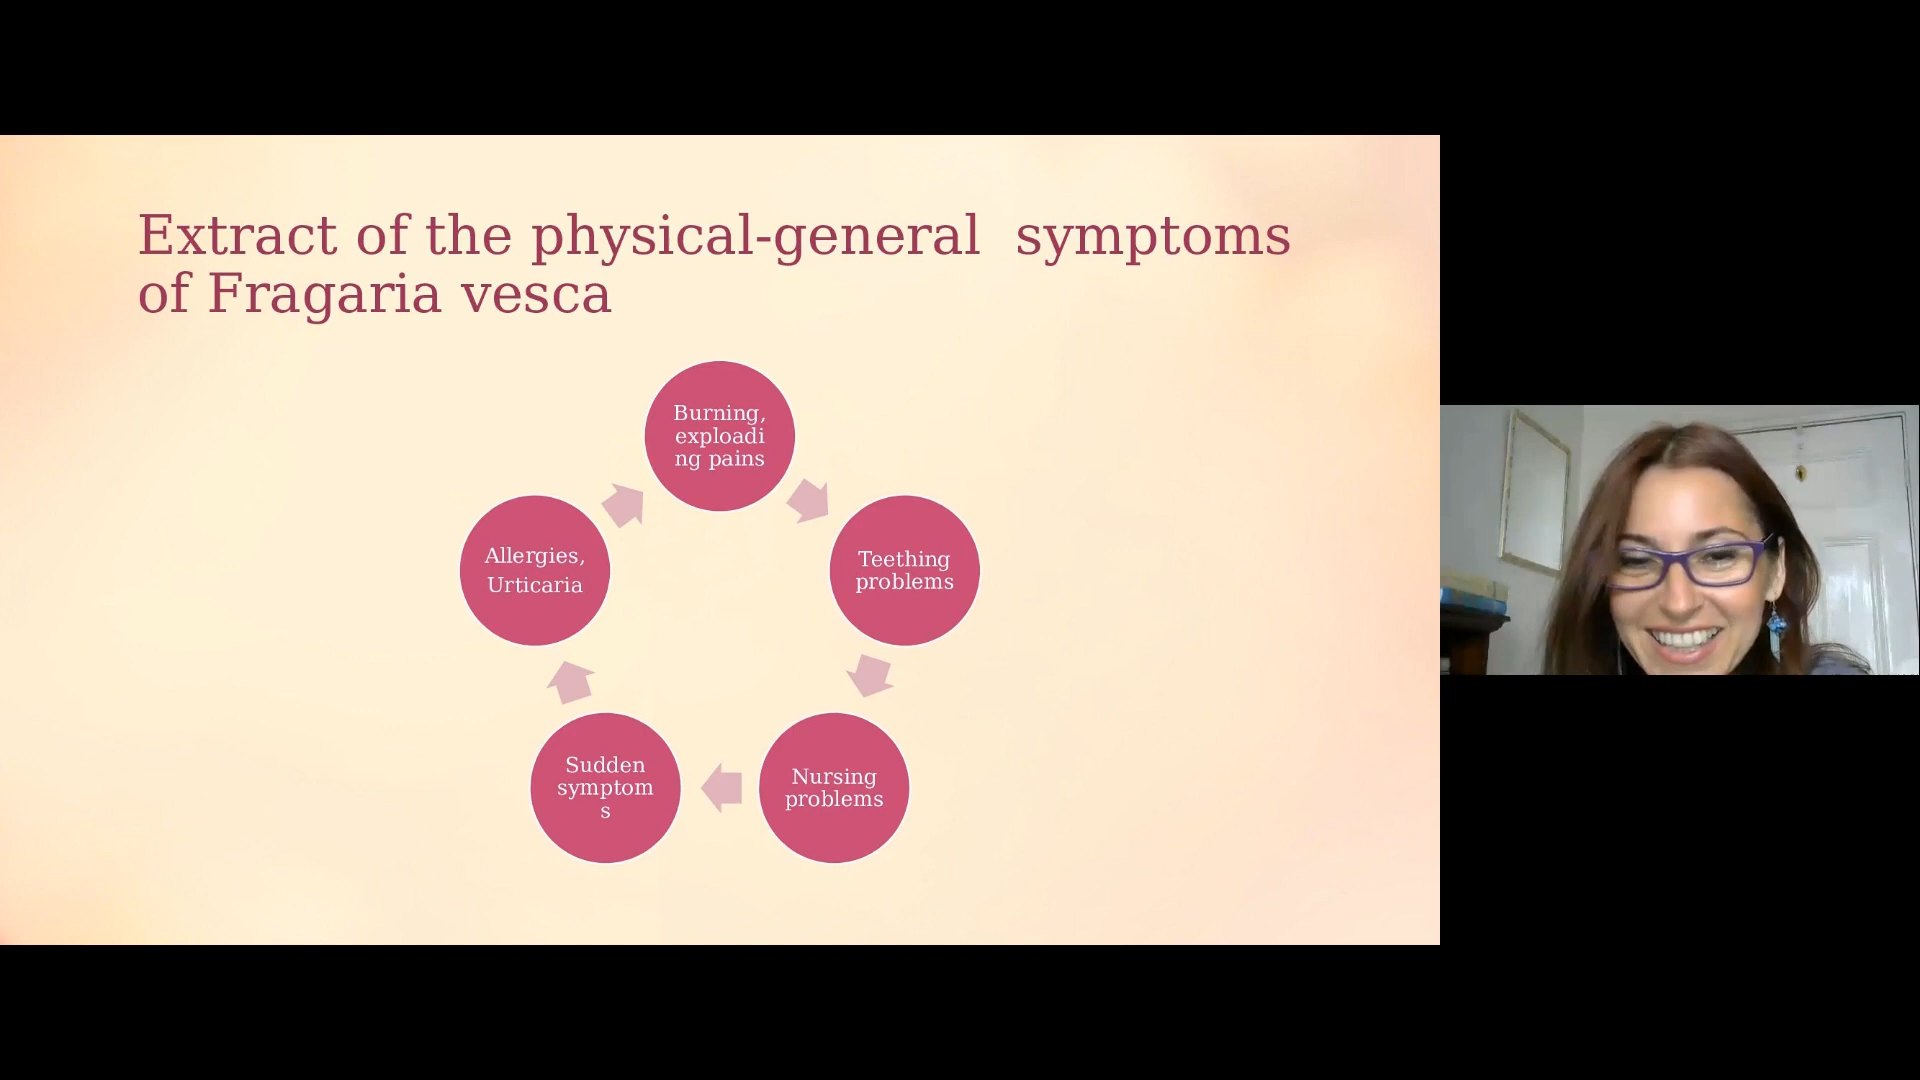 Extract of the physical-general  symptoms
of Fragaria vesca
Burning,
exploadi
ng pains
Teething
problems
Nursing
problems
Sudden
symptom
s
Allergies,
Urticaria